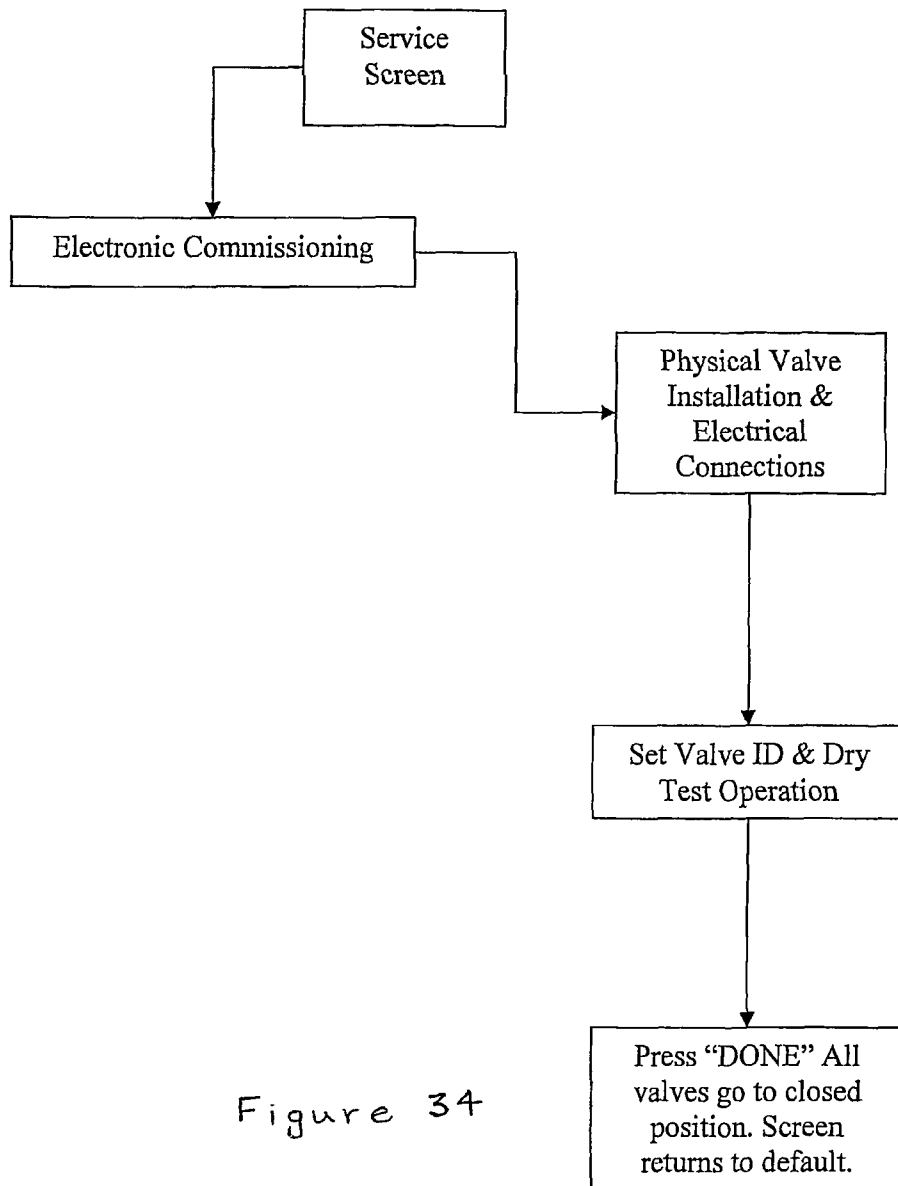 Service
Screen
Electronic Commissioning
Physical Valve
Installation &
Electrical
Connections
Set Valve ID & Dry
Test Operation
Press “DONE” All
valves go to closed
position. Screen
returns to default.
Figure 34